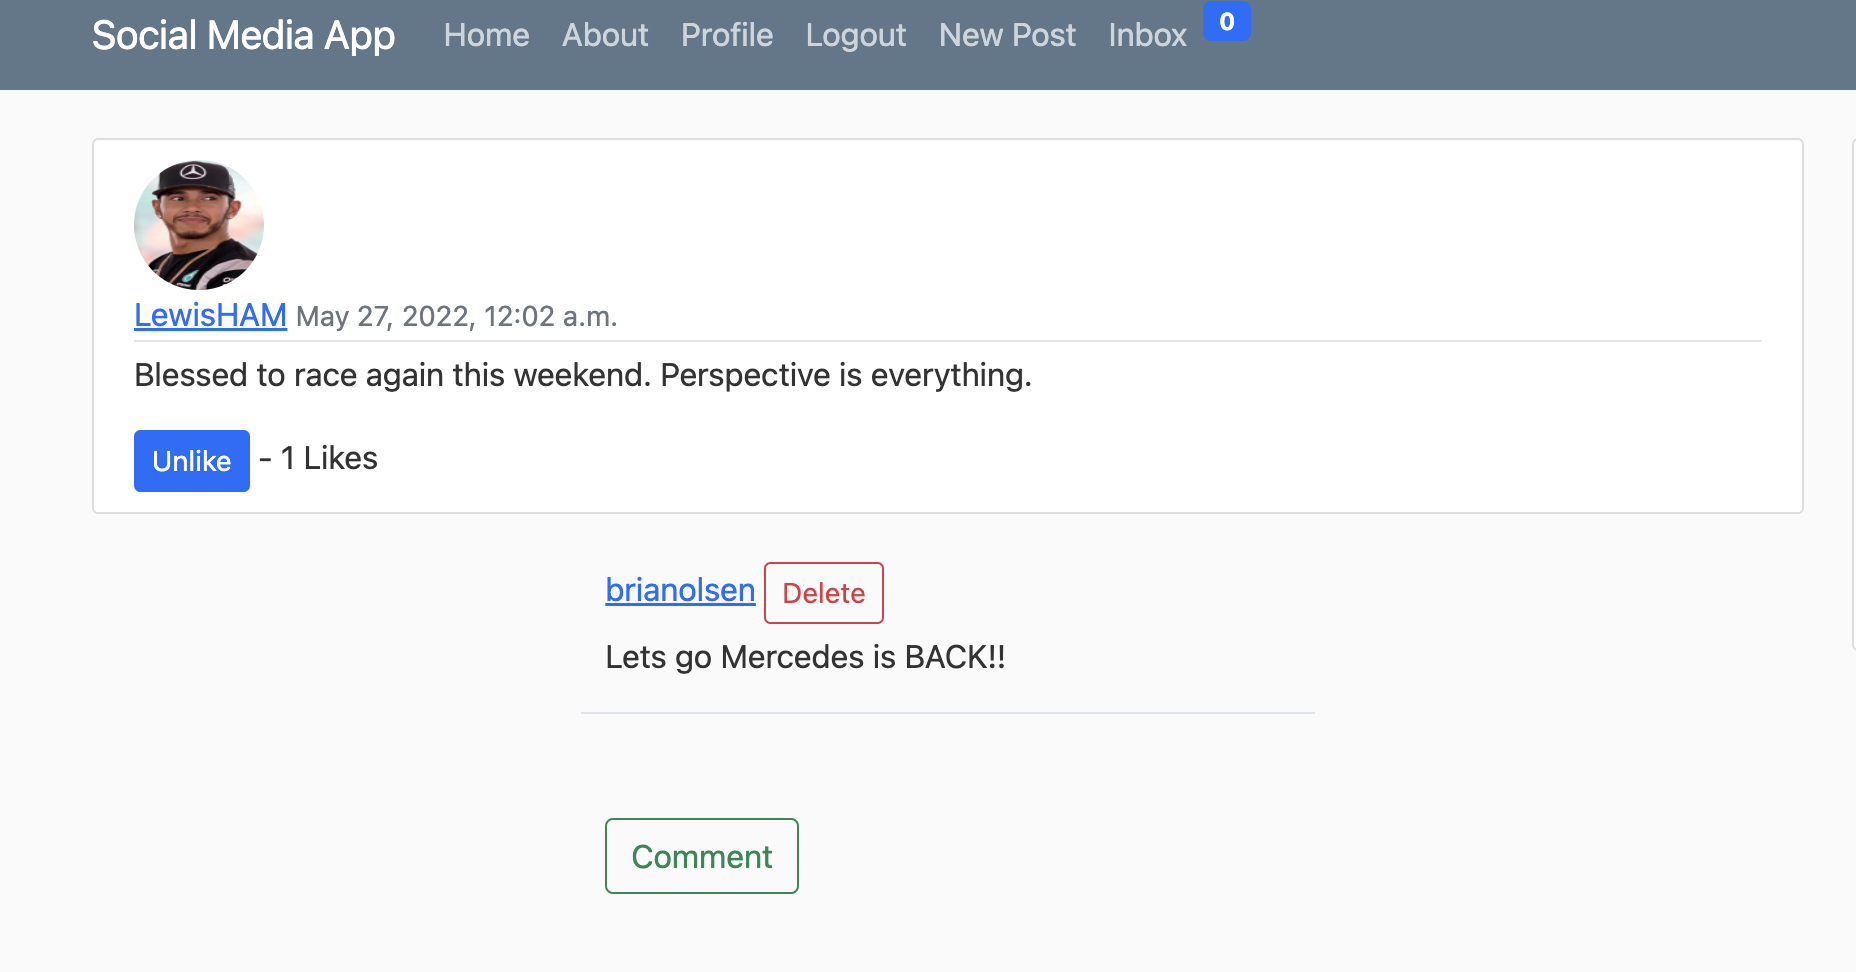 Social Media App Home About Profile Logout New Post Inbox 0
LewisHAM May 27, 2022, 12:02 a.m.
Blessed to race again this weekend. Perspective is everything.
Unlike - 1 Likes
brianolsen Delete
Lets go Mercedes is BACK!!
Comment